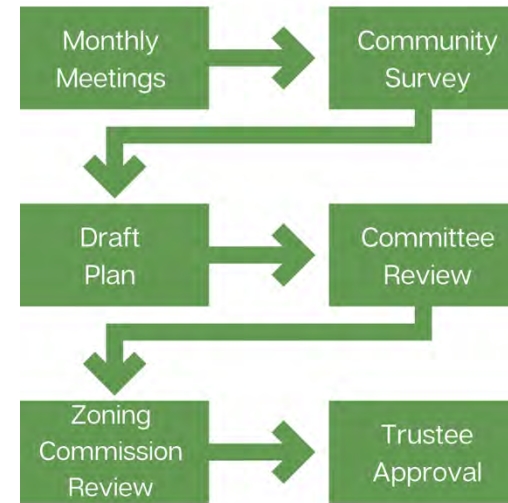 Monthly
Meetings
Community
Survey
Draft
Plan
Committee
Review
Zoning
Commission
Review
Trustee
Approval